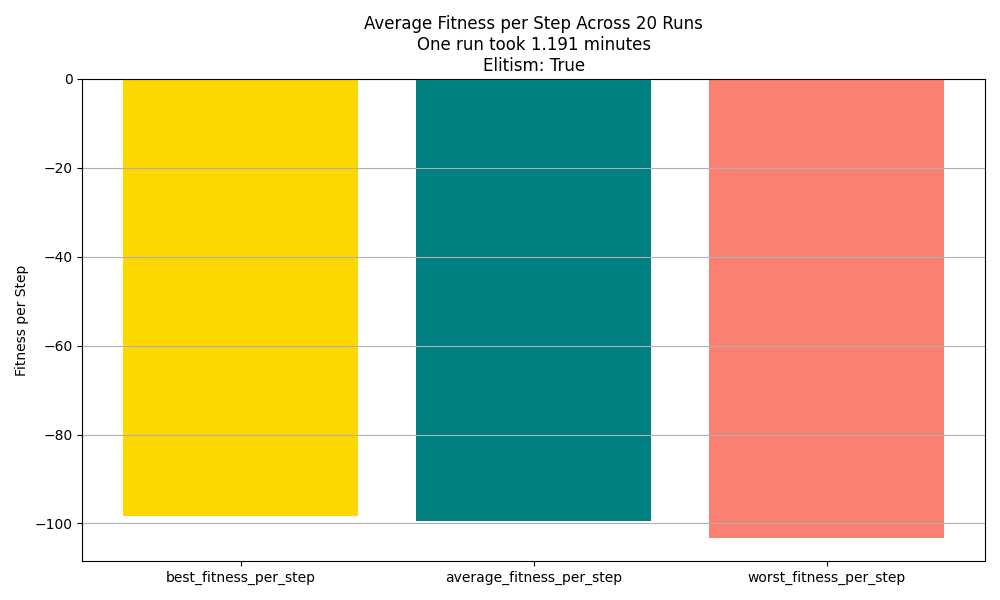 Average Fitness per Step Across 20 Runs
One run took 1.191 minutes
Elitism: True
Fitness per Step
0
−20
−40
−60
−80
−100
best_fitness_per_step
average_fitness_per_step
worst_fitness_per_step